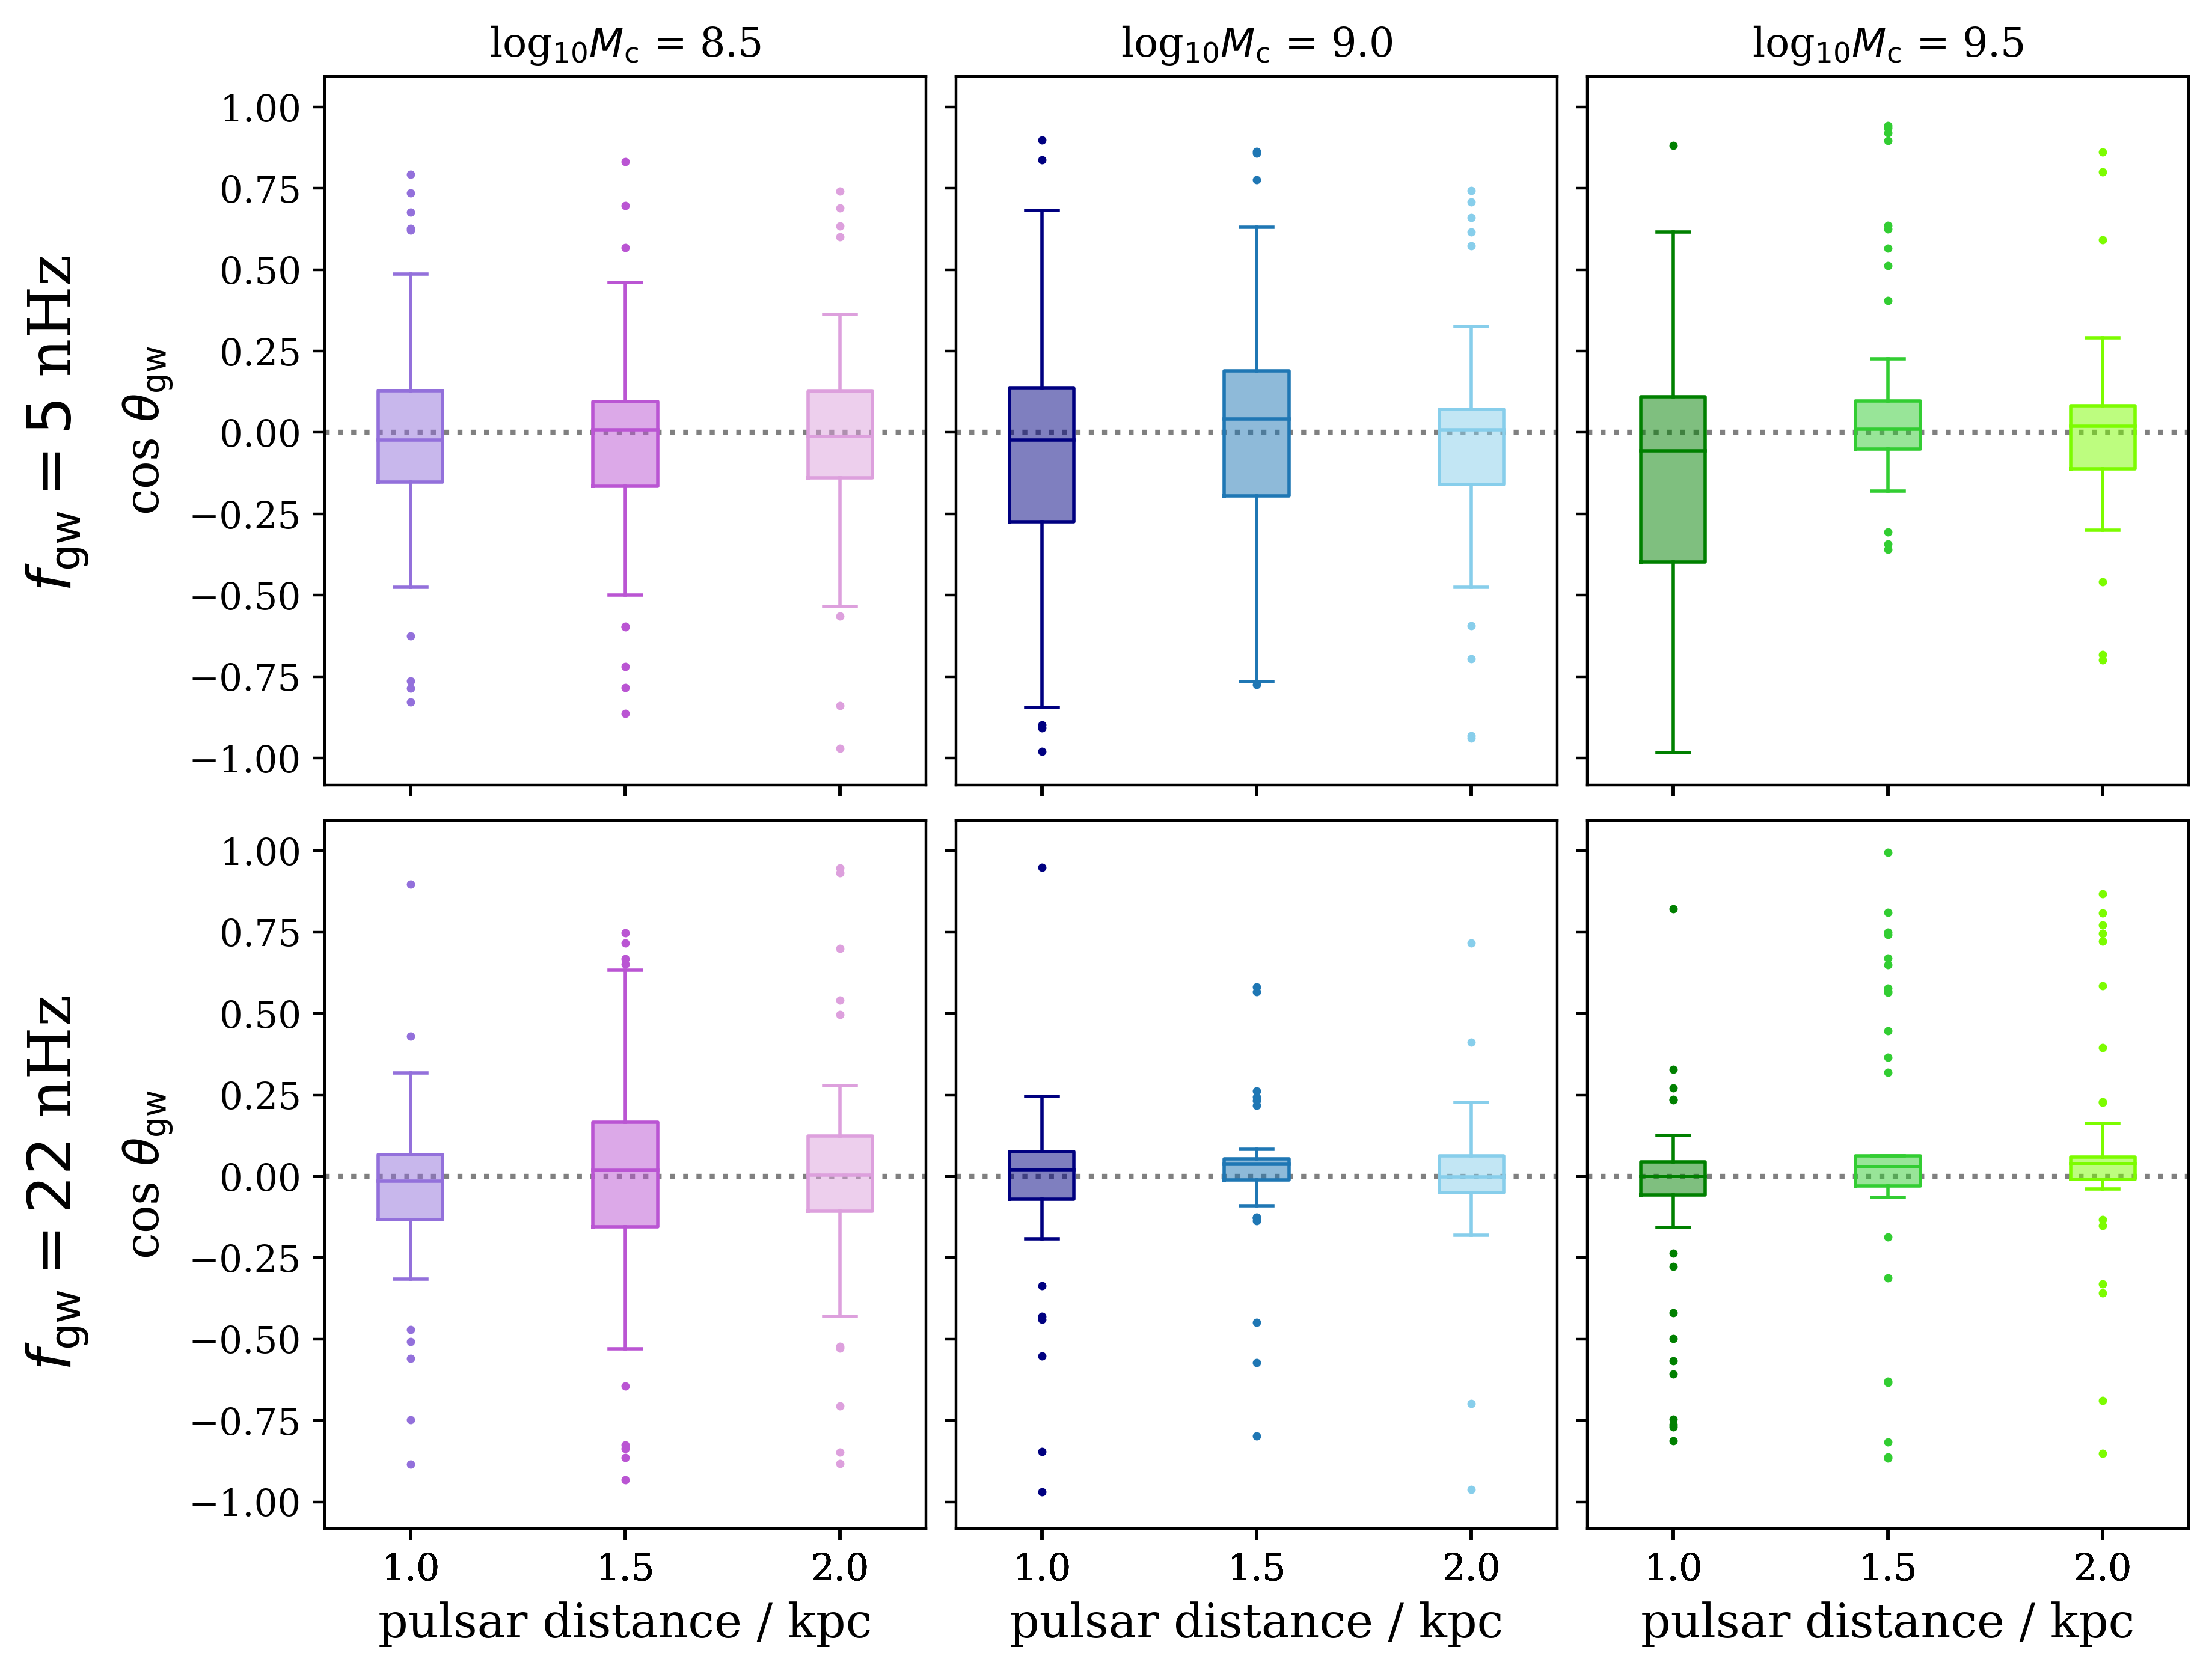 log₁₀M_c = 8.5
log₁₀M_c = 9.0
log₁₀M_c = 9.5
f_gw = 5 nHz
cos θ_gw
1.00
0.75
0.50
0.25
0.00
−0.25
−0.50
−0.75
−1.00
f_gw = 22 nHz
cos θ_gw
1.00
0.75
0.50
0.25
0.00
−0.25
−0.50
−0.75
−1.00
1.0 1.5 2.0
1.0 1.5 2.0
1.0 1.5 2.0
pulsar distance / kpc
pulsar distance / kpc
pulsar distance / kpc